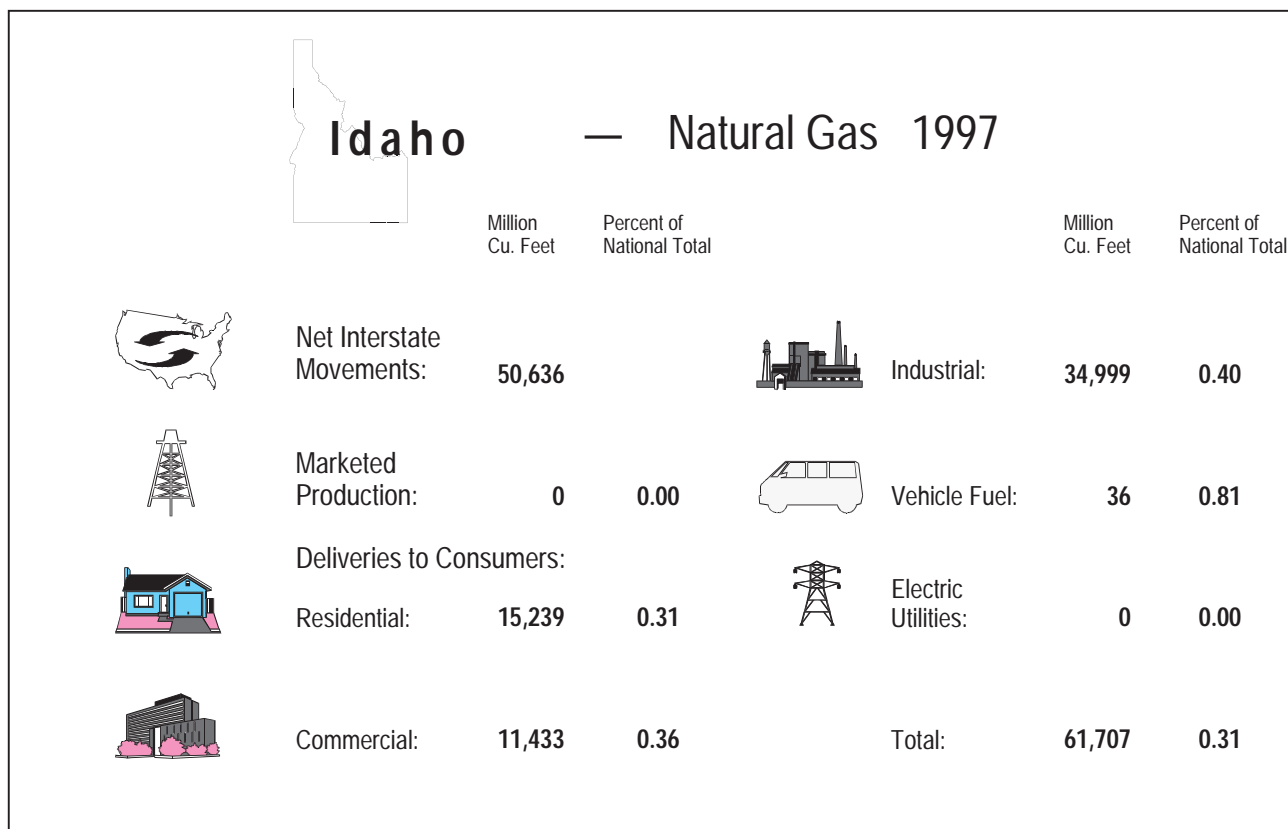 Idaho — Natural Gas 1997
Million Cu. Feet
Percent of National Total
Million Cu. Feet
Percent of National Total
Net Interstate
Movements: 50,636
Marketed
Production: 0 0.00
Deliveries to Consumers:
Residential: 15,239 0.31
Commercial: 11,433 0.36
Industrial: 34,999 0.40
Vehicle Fuel: 36 0.81
Electric
Utilities: 0 0.00
Total: 61,707 0.31